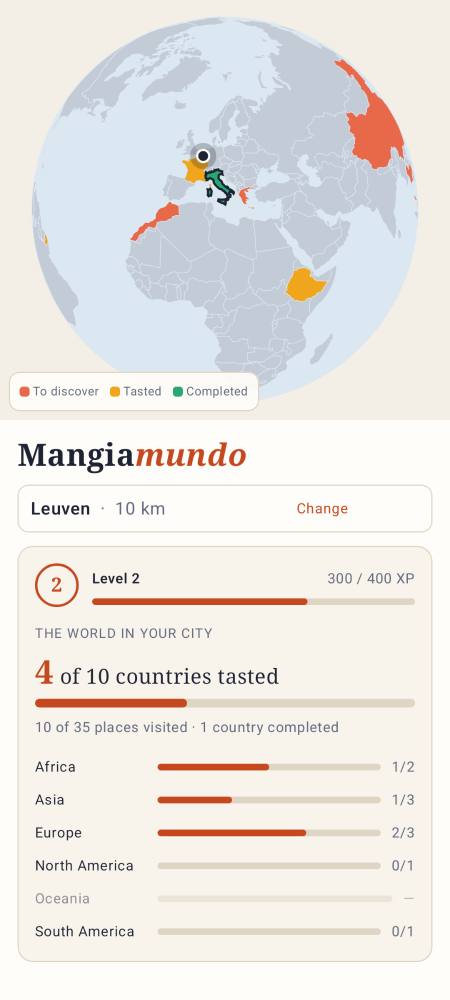 To discover Tasted Completed
Mangiamundo
Leuven · 10 km Change
2 Level 2 300 / 400 XP
THE WORLD IN YOUR CITY
4 of 10 countries tasted
10 of 35 places visited · 1 country completed
Africa 1/2
Asia 1/3
Europe 2/3
North America 0/1
Oceania —
South America 0/1